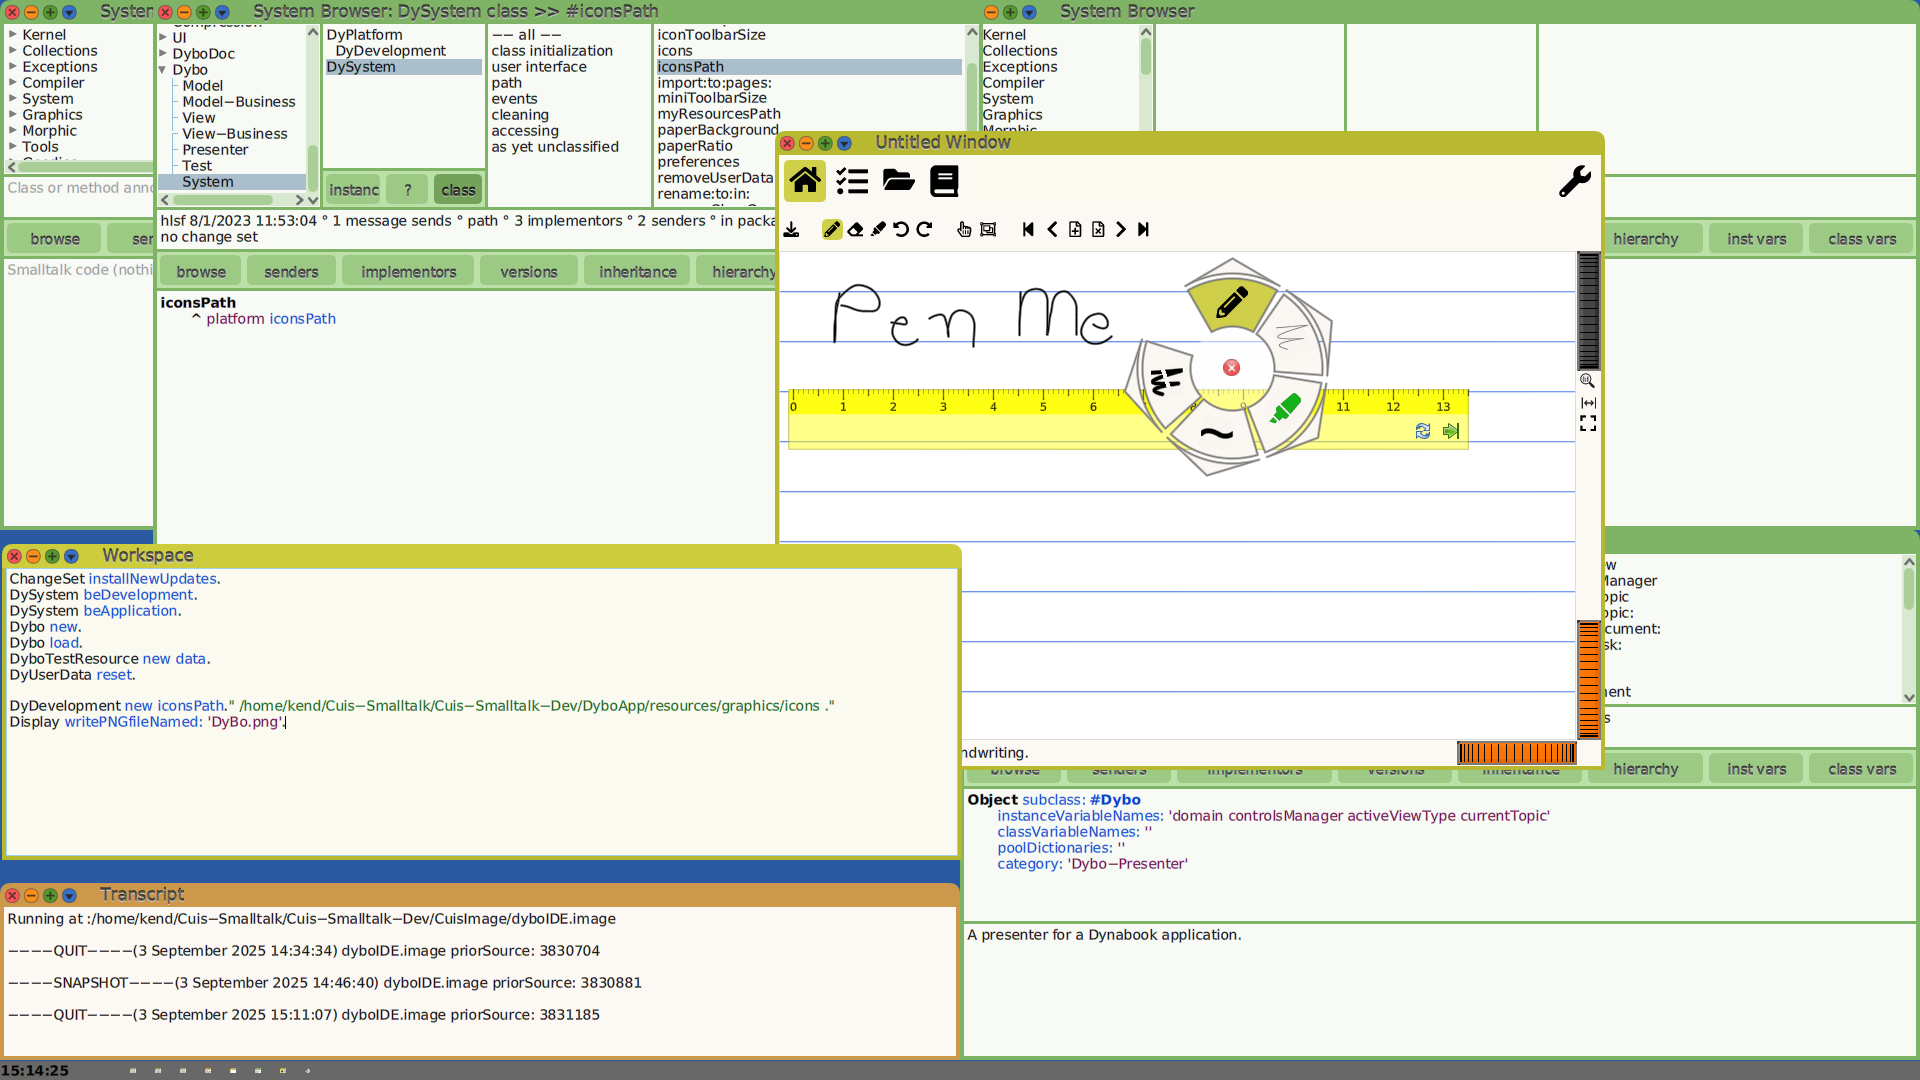 System
Kernel
Collections
Exceptions
Compiler
System
Graphics
Morphic
Tools
Class or method anno
browse
Smalltalk code (nothi
System Browser: DySystem class >> #iconsPath
UI
DyboDoc
Dybo
Model
Model−Business
View
View−Business
Presenter
Test
System
DyPlatform
DyDevelopment
DySystem
instanc
?
class
−− all −−
class initialization
user interface
path
events
cleaning
accessing
as yet unclassified
iconToolbarSize
icons
iconsPath
import:to:pages:
miniToolbarSize
myResourcesPath
paperBackground
paperRatio
preferences
removeUserData
rename:to:in:
hlsf 8/1/2023 11:53:04 ° 1 message sends ° path ° 3 implementors ° 2 senders ° in packa
no change set
browse senders implementors versions inheritance hierarchy
iconsPath
^ platform iconsPath
System Browser
Kernel
Collections
Exceptions
Compiler
System
Graphics
Morphic
hierarchy inst vars class vars
Untitled Window
Pen Me
0 1 2 3 4 5 6 8 9 11 12 13
ndwriting.
Workspace
ChangeSet installNewUpdates.
DySystem beDevelopment.
DySystem beApplication.
Dybo new.
Dybo load.
DyboTestResource new data.
DyUserData reset.
DyDevelopment new iconsPath." /home/kend/Cuis−Smalltalk/Cuis−Smalltalk−Dev/DyboApp/resources/graphics/icons ."
Display writePNGfileNamed: 'DyBo.png'.
Transcript
Running at :/home/kend/Cuis−Smalltalk/Cuis−Smalltalk−Dev/CuisImage/dyboIDE.image
−−−−QUIT−−−−(3 September 2025 14:34:34) dyboIDE.image priorSource: 3830704
−−−−SNAPSHOT−−−−(3 September 2025 14:46:40) dyboIDE.image priorSource: 3830881
−−−−QUIT−−−−(3 September 2025 15:11:07) dyboIDE.image priorSource: 3831185
w
Manager
opic
opic:
cument:
sk:
ent
s
browse senders implementors versions inheritance hierarchy inst vars class vars
Object subclass: #Dybo
instanceVariableNames: 'domain controlsManager activeViewType currentTopic'
classVariableNames: ''
poolDictionaries: ''
category: 'Dybo−Presenter'
A presenter for a Dynabook application.
15:14:25